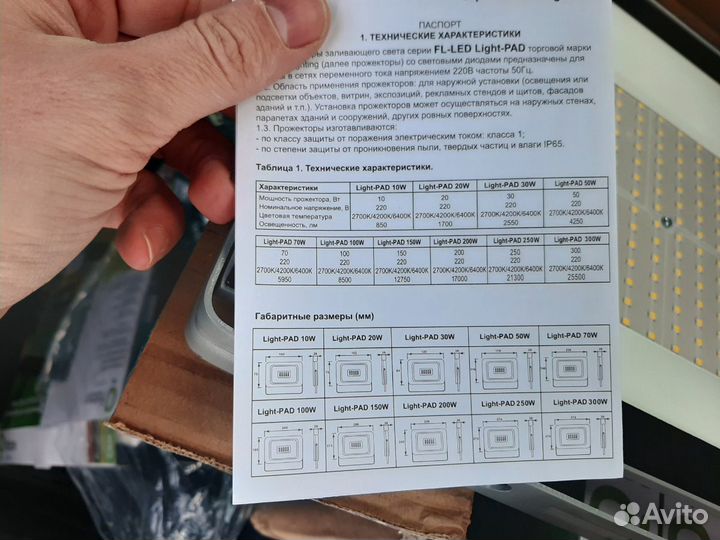 ПАСПОРТ
1. ТЕХНИЧЕСКИЕ ХАРАКТЕРИСТИКИ
заливающего света серии FL-LED Light-PAD торговой марки
(далее прожекторы) со световыми диодами предназначены для
в сетях переменного тока напряжением 220В частоты 50Гц.
Область применения прожекторов: для наружной установки (освещения или
подсветки объектов, витрин, экспозиций, рекламных стендов и щитов, фасадов
зданий и т.п.). Установка прожекторов может осуществляться на наружных стенах,
парапетах зданий и сооружений, других ровных поверхностях.
1.3. Прожекторы изготавливаются:
- по классу защиты от поражения электрическим током: класса 1;
- по степени защиты от проникновения пыли, твердых частиц и влаги IP65.
Таблица 1. Технические характеристики.
Характеристики Light-PAD 10W Light-PAD 20W Light-PAD 30W Light-PAD 50W
Мощность прожектора, Вт 10 20 30 50
Номинальное напряжение, В 220 220 220 220
Цветовая температура 2700K/4200K/6400K 2700K/4200K/6400K 2700K/4200K/6400K 2700K/4200K/6400K
Освещенность, лм 850 1700 2550 4250
Light-PAD 70W Light-PAD 100W Light-PAD 150W Light-PAD 200W Light-PAD 250W Light-PAD 300W
70 100 150 200 250 300
220 220 220 220 220 220
2700K/4200K/6400K 2700K/4200K/6400K 2700K/4200K/6400K 2700K/4200K/6400K 2700K/4200K/6400K 2700K/4200K/6400K
5950 8500 12750 17000 21300 25500
Габаритные размеры (мм)
Light-PAD 10W Light-PAD 20W Light-PAD 30W Light-PAD 50W Light-PAD 70W
Light-PAD 100W Light-PAD 150W Light-PAD 200W Light-PAD 250W Light-PAD 300W
Avito